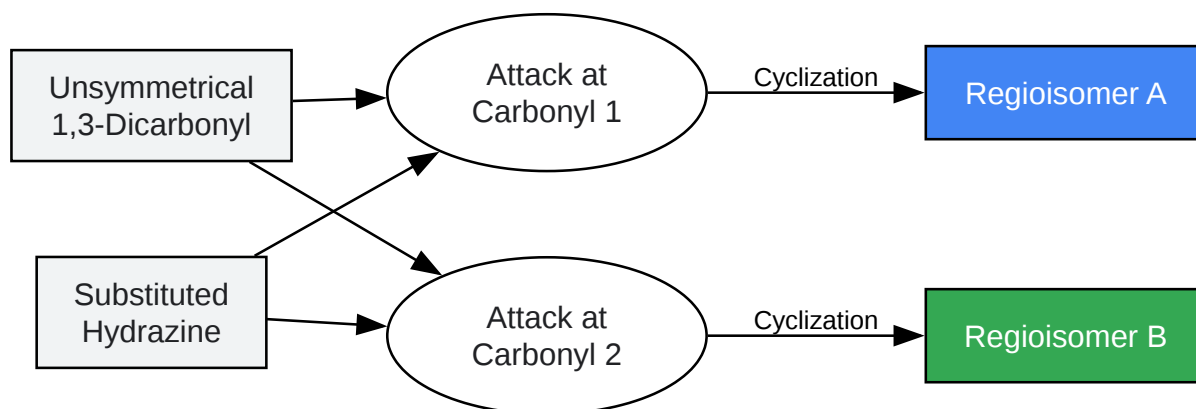 Unsymmetrical
1,3-Dicarbonyl
Attack at
Carbonyl 1
Cyclization
Regioisomer A
Substituted
Hydrazine
Attack at
Carbonyl 2
Cyclization
Regioisomer B